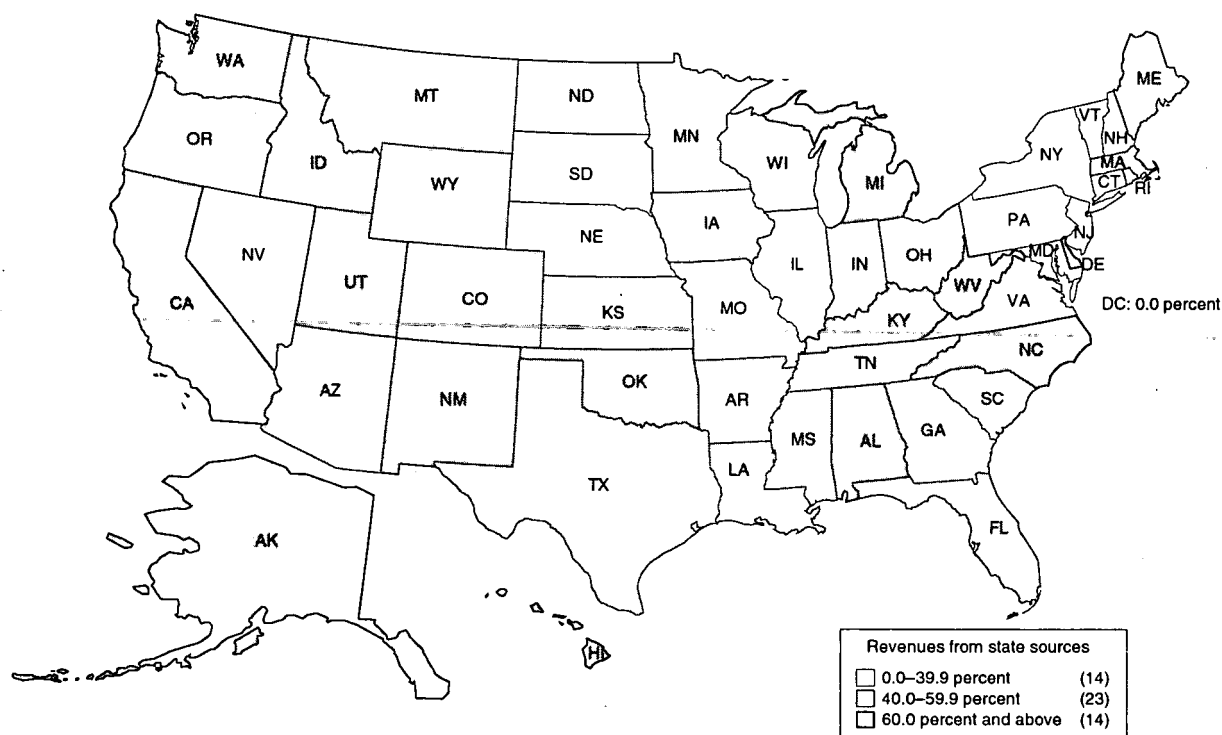 WA
MT
ND
MN
ME
OR
ID
WY
SD
WI
MI
NY
VT
NH
MA
CT
RI
NV
UT
CO
NE
IA
IL
IN
OH
PA
NJ
MD
DE
CA
KS
MO
KY
WV
VA
DC: 0.0 percent
AZ
NM
OK
AR
TN
NC
SC
TX
LA
MS
AL
GA
FL
AK
HI
Revenues from state sources
0.0–39.9 percent (14)
40.0–59.9 percent (23)
60.0 percent and above (14)